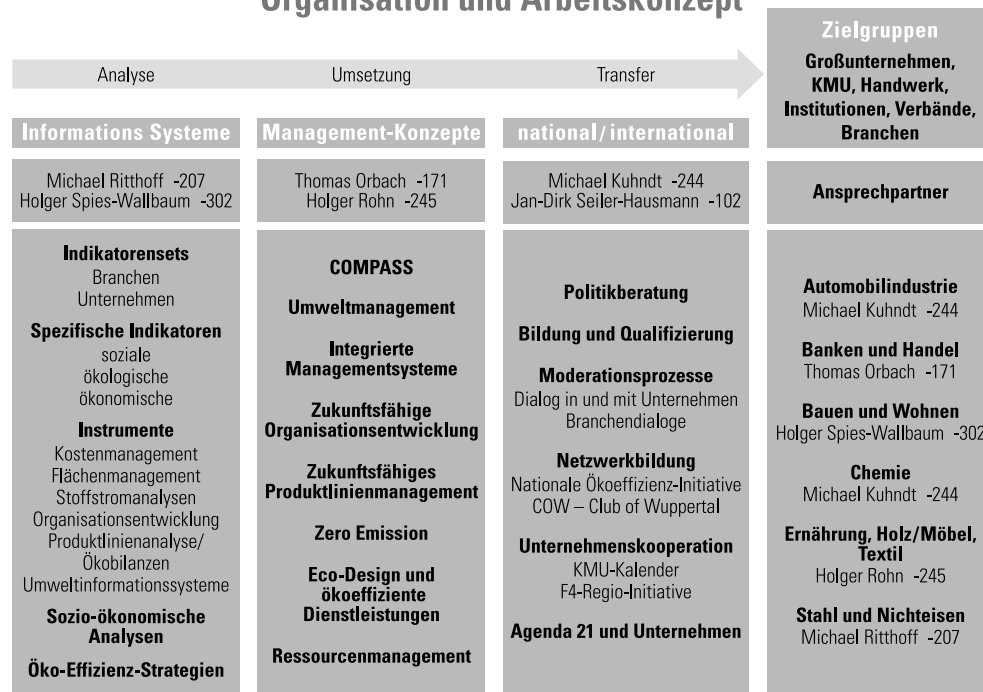 Organisation und Arbeitskonzept
Analyse
Umsetzung
Transfer
Zielgruppen
Großunternehmen,
KMU, Handwerk,
Institutionen, Verbände,
Branchen
Informations Systeme
Michael Ritthoff -207
Holger Spies-Wallbaum -302
Indikatorensets
Branchen
Unternehmen
Spezifische Indikatoren
soziale
ökologische
ökonomische
Instrumente
Kostenmanagement
Flächenmanagement
Stoffstromanalysen
Organisationsentwicklung
Produktlinienanalyse/
Ökobilanzen
Umweltinformationssysteme
Sozio-ökonomische
Analysen
Öko-Effizienz-Strategien
Management-Konzepte
Thomas Orbach -171
Holger Rohn -245
COMPASS
Umweltmanagement
Integrierte
Managementsysteme
Zukunftsfähige
Organisationsentwicklung
Zukunftsfähiges
Produktlinienmanagement
Zero Emission
Eco-Design und
ökoeffiziente
Dienstleistungen
Ressourcenmanagement
national/international
Michael Kuhndt -244
Jan-Dirk Seiler-Hausmann -102
Politikberatung
Bildung und Qualifizierung
Moderationsprozesse
Dialog in und mit Unternehmen
Branchendialoge
Netzwerkbildung
Nationale Ökoeffizienz-Initiative
COW – Club of Wuppertal
Unternehmenskooperation
KMU-Kalender
F4-Regio-Initiative
Agenda 21 und Unternehmen
Ansprechpartner
Automobilindustrie
Michael Kuhndt -244
Banken und Handel
Thomas Orbach -171
Bauen und Wohnen
Holger Spies-Wallbaum -302
Chemie
Michael Kuhndt -244
Ernährung, Holz/Möbel,
Textil
Holger Rohn -245
Stahl und Nichteisen
Michael Ritthoff -207